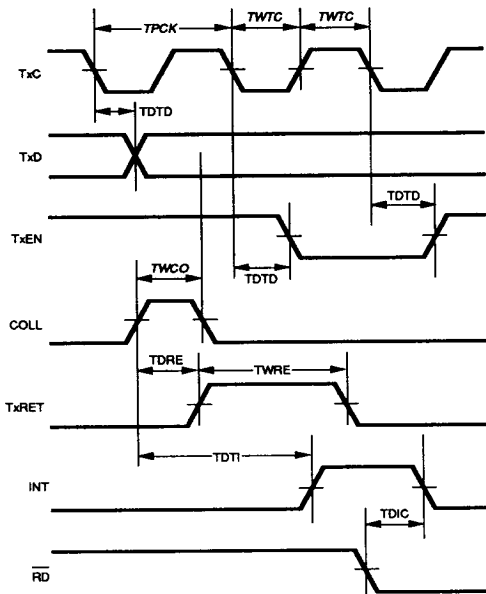 TPCK TWTC TWTC
TxC
TDTD
TxD
TDTD
TxEN
TWCO TDTD
COLL
TDRE TWRE
TxRET
TDTI
INT
TDIC
RD